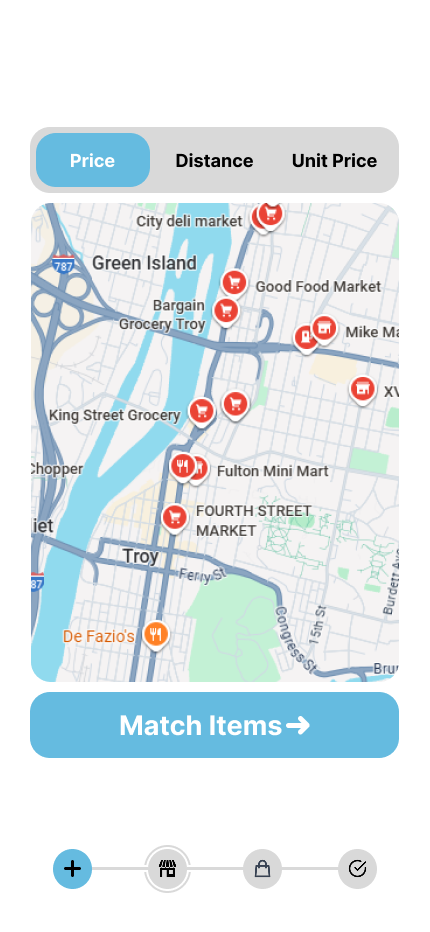 Price
Distance
Unit Price
City deli market
787
Green Island
Good Food Market
Bargain
Grocery Troy
Mike Ma
XV
King Street Grocery
Chopper
Fulton Mini Mart
FOURTH STREET
MARKET
iet
Troy
Ferry St
87
Burdett Ave
15th St
Congress St
De Fazio's
Brun
Match Items